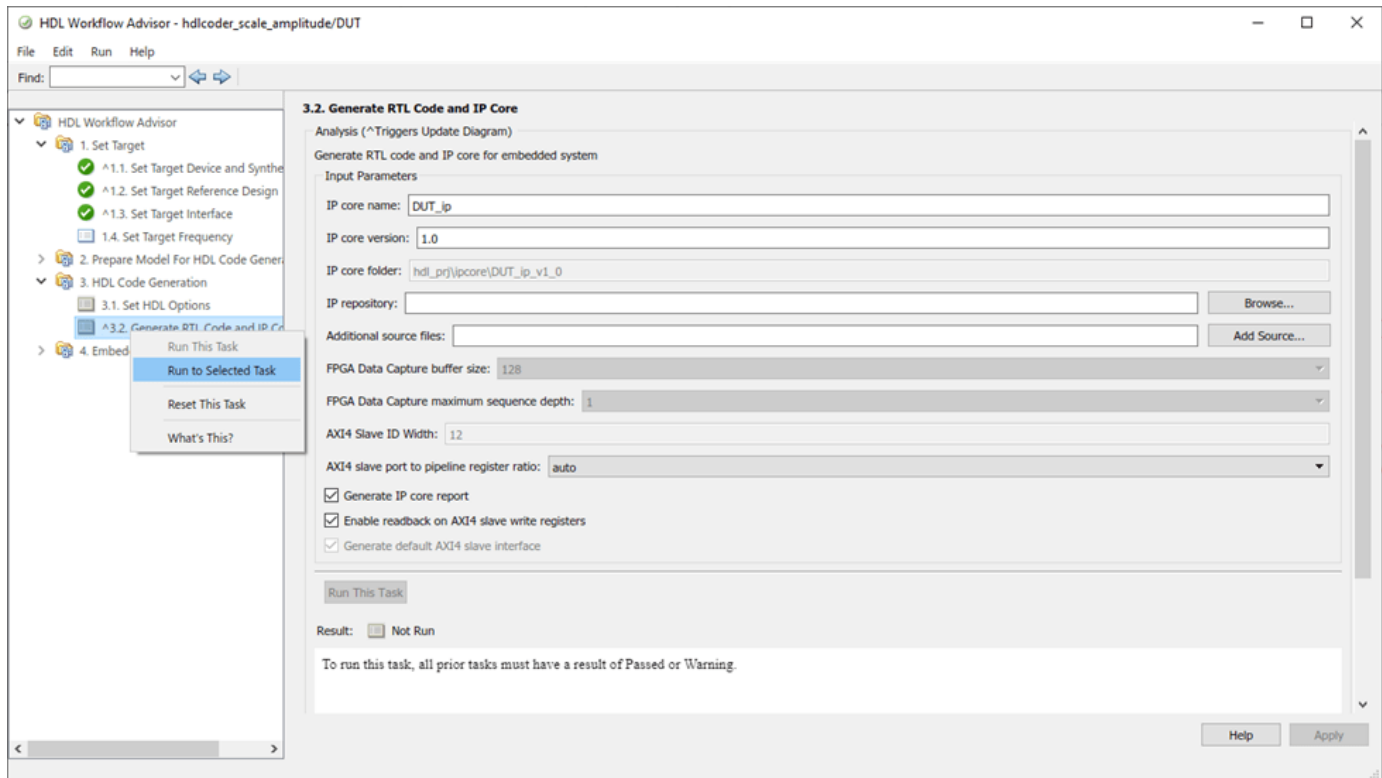 HDL Workflow Advisor - hdlcoder_scale_amplitude/DUT
File Edit Run Help
Find:
HDL Workflow Advisor
1. Set Target
^1.1. Set Target Device and Synthe
^1.2. Set Target Reference Design
^1.3. Set Target Interface
1.4. Set Target Frequency
2. Prepare Model For HDL Code Gener
3. HDL Code Generation
3.1. Set HDL Options
^3.2. Generate RTL Code and IP Co
4. Embed
Run This Task
Run to Selected Task
Reset This Task
What's This?
3.2. Generate RTL Code and IP Core
Analysis (^Triggers Update Diagram)
Generate RTL code and IP core for embedded system
Input Parameters
IP core name: DUT_ip
IP core version: 1.0
IP core folder: hdl_prj\ipcore\DUT_ip_v1_0
IP repository: Browse...
Additional source files: Add Source...
FPGA Data Capture buffer size: 128
FPGA Data Capture maximum sequence depth: 1
AXI4 Slave ID Width: 12
AXI4 slave port to pipeline register ratio: auto
Generate IP core report
Enable readback on AXI4 slave write registers
Generate default AXI4 slave interface
Run This Task
Result: Not Run
To run this task, all prior tasks must have a result of Passed or Warning.
Help Apply